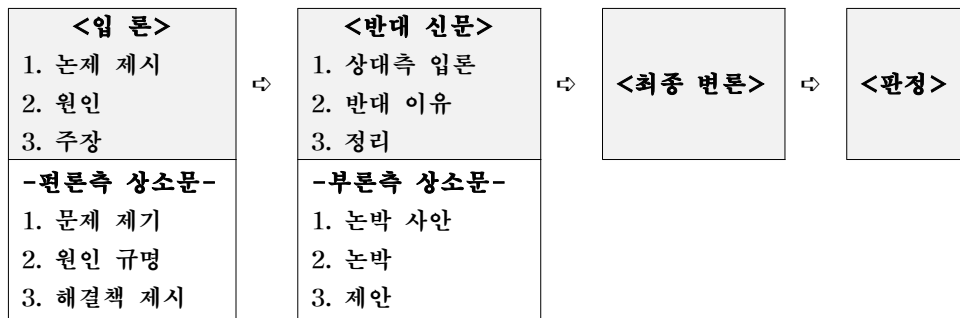 <입 론>
1. 논제 제시
2. 원인
3. 주장
-편론측 상소문-
1. 문제 제기
2. 원인 규명
3. 해결책 제시
➪
<반대 신문>
1. 상대측 입론
2. 반대 이유
3. 정리
-부론측 상소문-
1. 논박 사안
2. 논박
3. 제안
➪
<최종 변론>
➪
<판정>